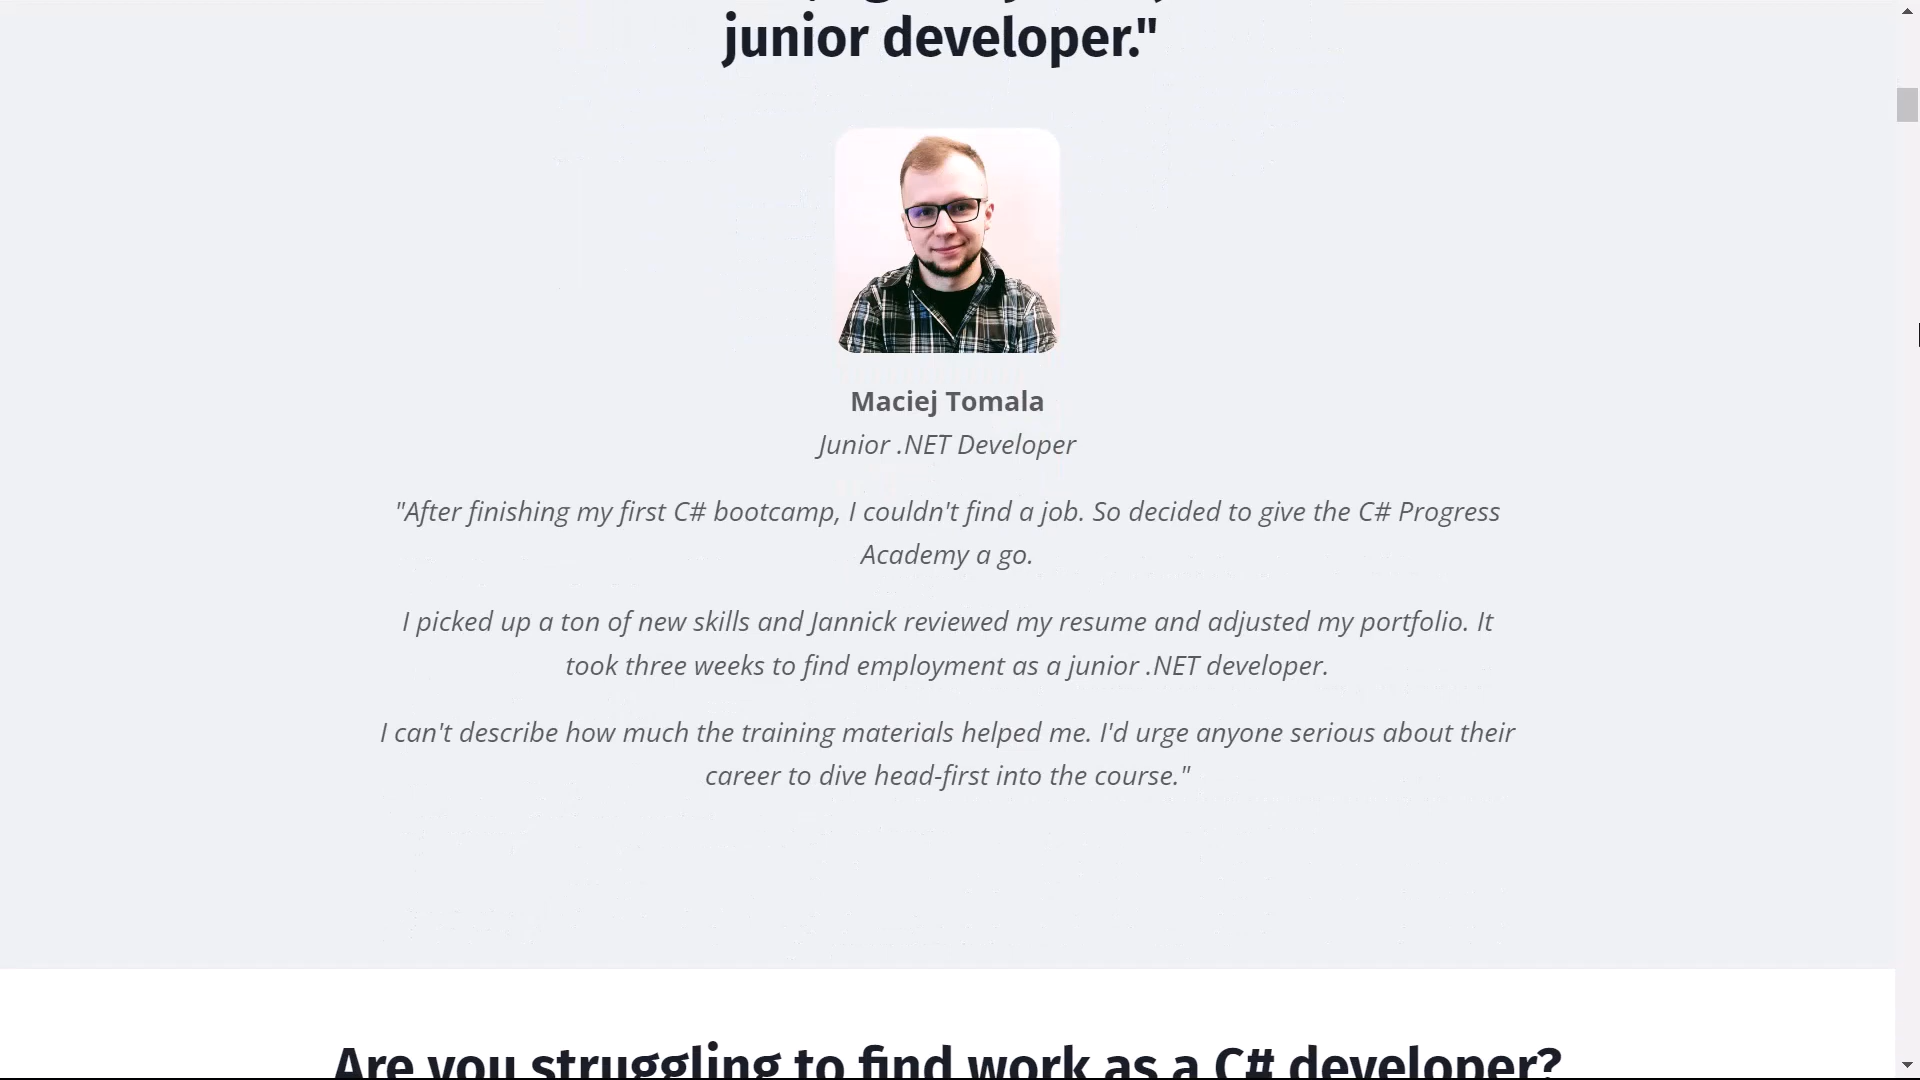 junior developer."
Maciej Tomala
Junior .NET Developer
"After finishing my first C# bootcamp, I couldn't find a job. So decided to give the C# Progress
Academy a go.
I picked up a ton of new skills and Jannick reviewed my resume and adjusted my portfolio. It
took three weeks to find employment as a junior .NET developer.
I can't describe how much the training materials helped me. I'd urge anyone serious about their
career to dive head-first into the course."
Are you struggling to find work as a C# developer?